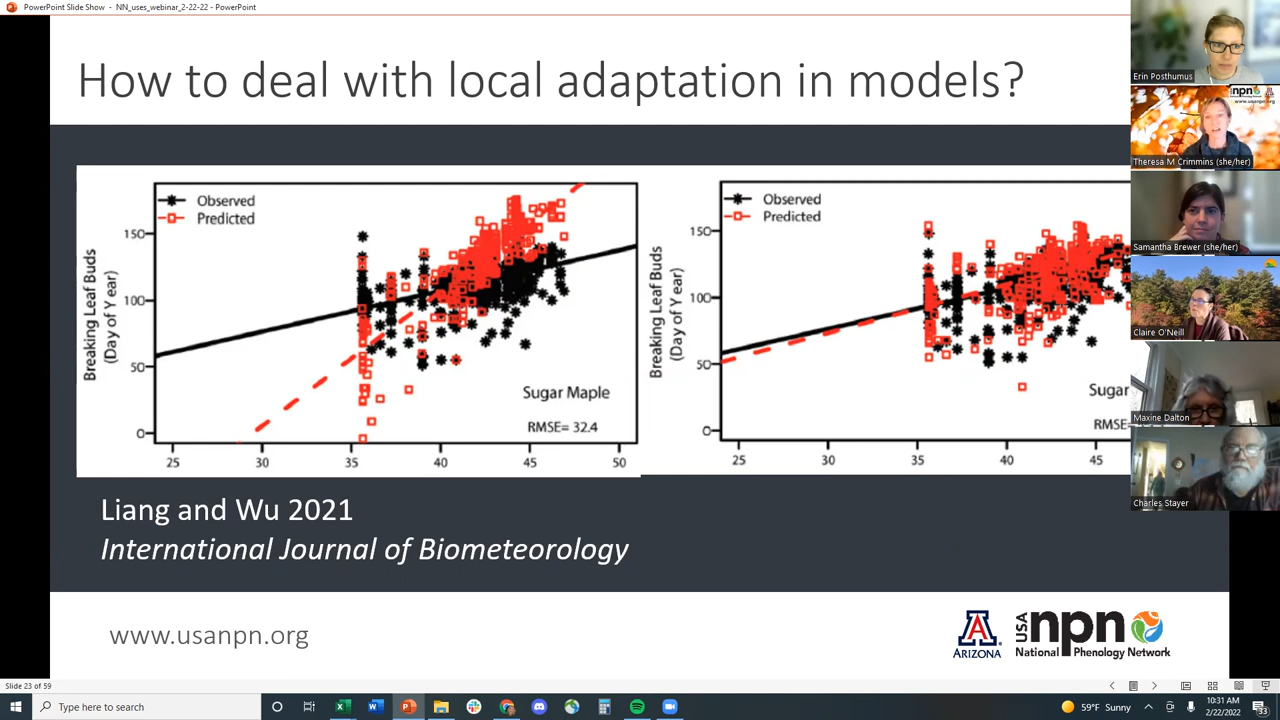 PowerPoint Slide Show - NN_uses_webinar_2-22-22 - PowerPoint
How to deal with local adaptation in models?
Observed
Predicted
Breaking Leaf Buds
(Day of Y ear)
150
100
50
0
Sugar Maple
RMSE= 32.4
25 30 35 40 45 50
Observed
Predicted
Breaking Leaf Buds
(Day of Y ear)
150
100
50
0
Sugar
RMSE=
25 30 35 40 45
Liang and Wu 2021
International Journal of Biometeorology
www.usanpn.org
A
ARIZONA
USA
npn
National Phenology Network
Erin Posthumus
www.usanpn.org
Theresa M Crimmins (she/her)
Samantha Brewer (she/her)
Claire O'Neill
Maxine Dalton
Charles Stayer
Slide 23 of 59
Type here to search
59°F Sunny
10:31 AM
2/22/2022
33